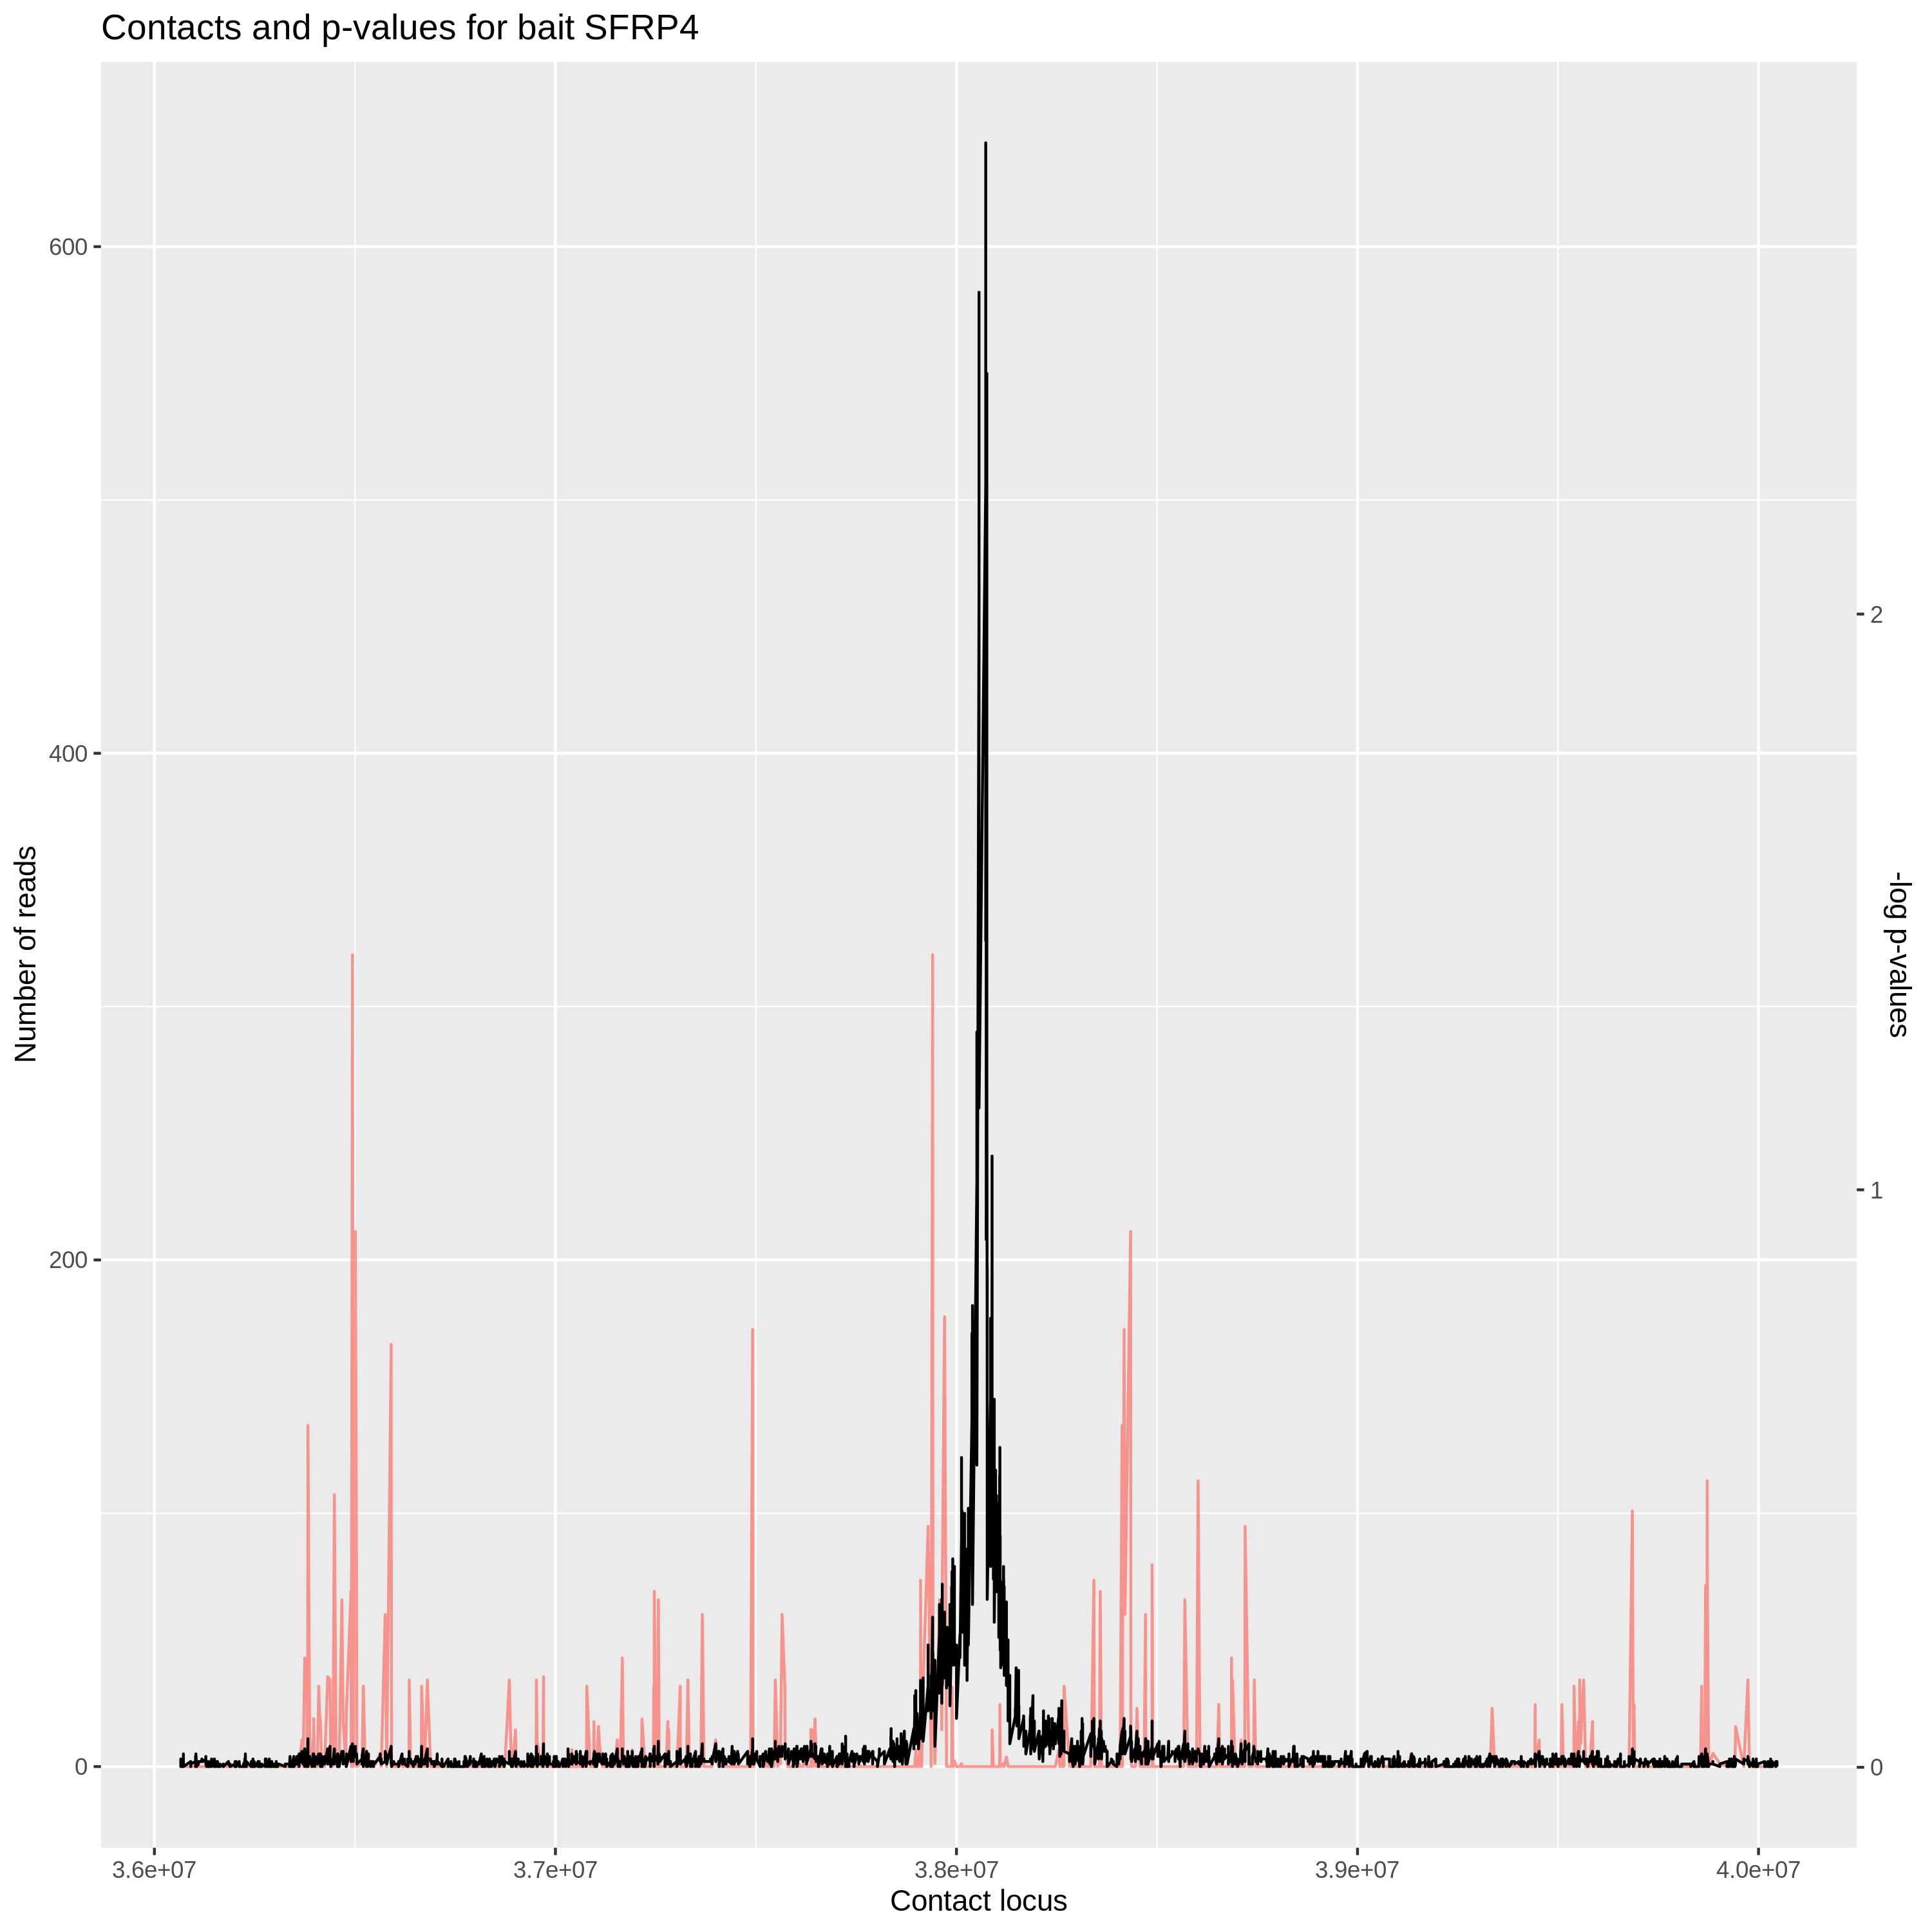 Contacts and p-values for bait SFRP4
600
400
200
0
Number of reads
2
1
0
-log p-values
3.6e+07 3.7e+07 3.8e+07 3.9e+07 4.0e+07
Contact locus